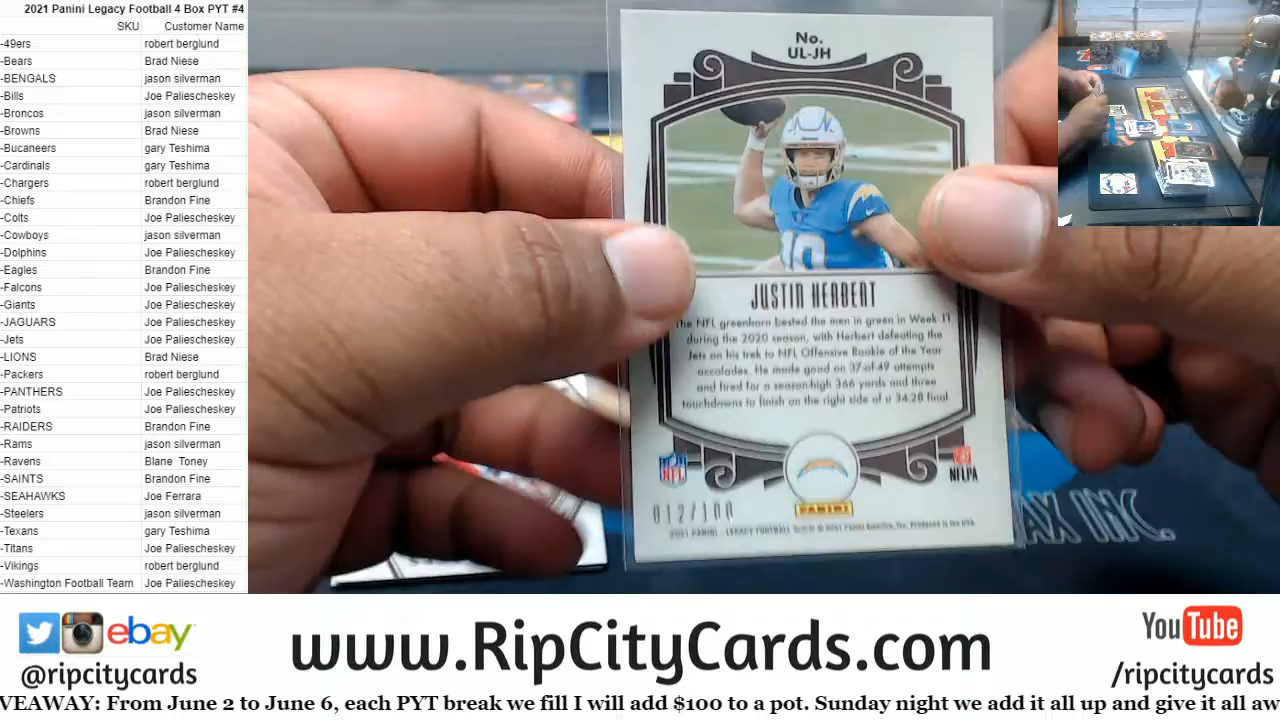 2021 Panini Legacy Football 4 Box PYT #4
SKU Customer Name
-49ers robert berglund
-Bears Brad Niese
-BENGALS jason silverman
-Bills Joe Paliescheskey
-Broncos jason silverman
-Browns Brad Niese
-Bucaneers gary Teshima
-Cardinals gary Teshima
-Chargers robert berglund
-Chiefs Brandon Fine
-Colts Joe Paliescheskey
-Cowboys jason silverman
-Dolphins Joe Paliescheskey
-Eagles Brandon Fine
-Falcons Joe Paliescheskey
-Giants Joe Paliescheskey
-JAGUARS Joe Paliescheskey
-Jets Joe Paliescheskey
-LIONS Brad Niese
-Packers robert berglund
-PANTHERS Joe Paliescheskey
-Patriots Joe Paliescheskey
-RAIDERS Brandon Fine
-Rams jason silverman
-Ravens Blane Toney
-SAINTS Brandon Fine
-SEAHAWKS Joe Ferrara
-Steelers jason silverman
-Texans gary Teshima
-Titans Joe Paliescheskey
-Vikings robert berglund
-Washington Football Team Joe Paliescheskey
No.
UL-JH
10
JUSTIN HERBERT
The NFL greenhorn bested the men in green in Week 11
during the 2020 season, with Herbert defeating the
Jets on his trek to NFL Offensive Rookie of the Year
accolades. He made good on 37-of-49 attempts
and fired for a season-high 366 yards and three
touchdowns to finish on the right side of a 34-28 final.
NFL
NFLPA
PANINI
012/100
2021 PANINI - LEGACY FOOTBALL
AX INC.
ebay
@ripcitycards
www.RipCityCards.com
YouTube
/ripcitycards
VEAWAY: From June 2 to June 6, each PYT break we fill I will add $100 to a pot. Sunday night we add it all up and give it all aw